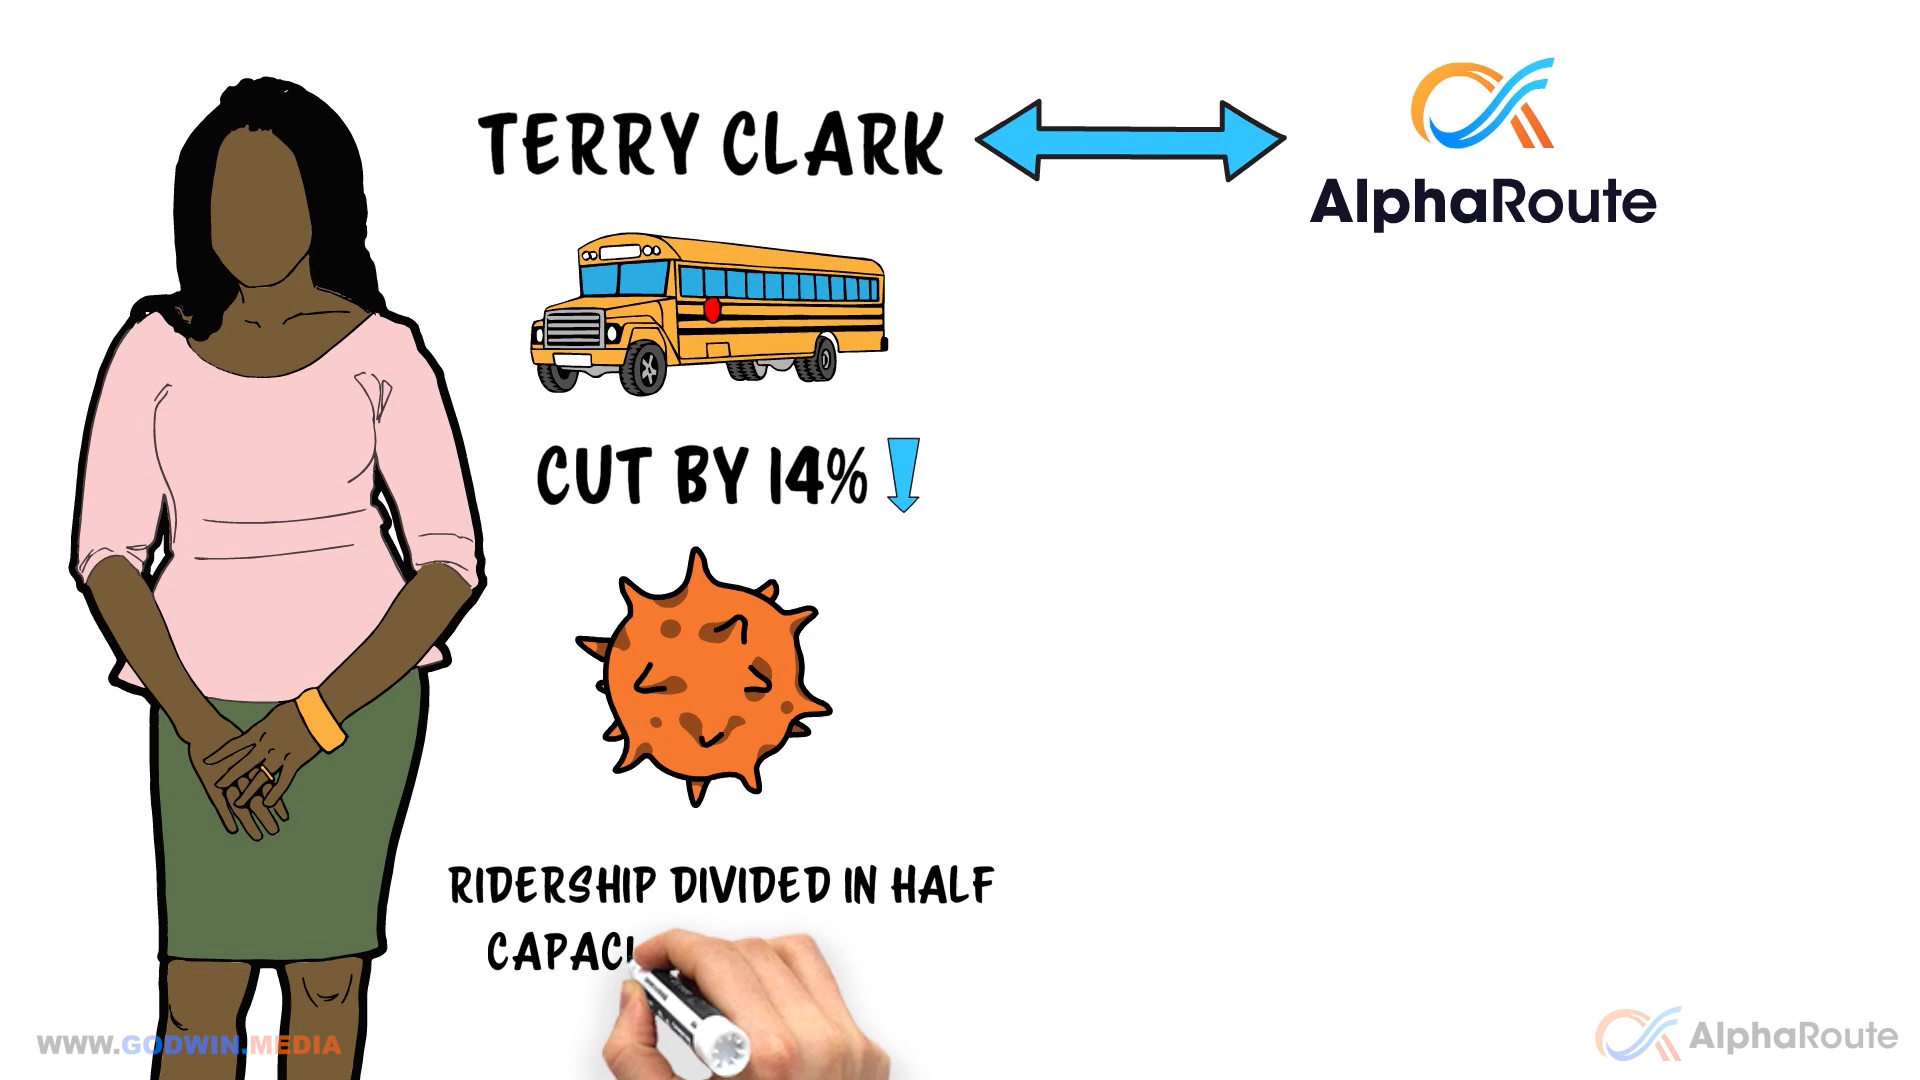 TERRY CLARK
AlphaRoute
CUT BY 14%
RIDERSHIP DIVIDED IN HALF
CAPACI
WWW.GODWIN.MEDIA
AlphaRoute